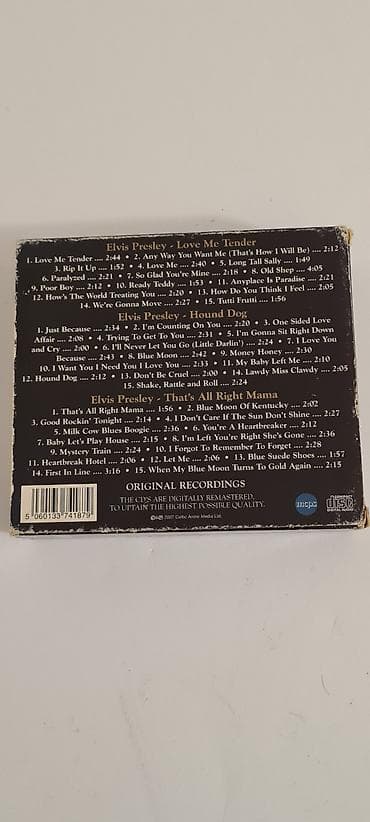 Elvis Presley - Love Me Tender
1. Love Me Tender .... 2:44 • 2. Any Way You Want Me (That's How I Will Be) .... 2:12
3. Rip It Up .... 1:52 • 4. Love Me .... 2:40 • 5. Long Tall Sally .... 1:49
6. Paralyzed .... 2:21 • 7. So Glad You're Mine .... 2:18 • 8. Old Shep .... 4:05
9. Poor Boy .... 2:12 • 10. Ready Teddy .... 1:53 • 11. Anyplace Is Paradise .... 2:21
12. How's The World Treating You .... 2:20 • 13. How Do You Think I Feel .... 2:05
14. We're Gonna Move .... 2:27 • 15. Tutti Frutti .... 1:56
Elvis Presley - Hound Dog
1. Just Because .... 2:34 • 2. I'm Counting On You .... 2:20 • 3. One Sided Love
Affair .... 2:08 • 4. Trying To Get To You .... 2:31 • 5. I'm Gonna Sit Right Down
and Cry .... 2:00 • 6. I'll Never Let You Go (Little Darlin') .... 2:24 • 7. I Love You
Because .... 2:43 • 8. Blue Moon .... 2:42 • 9. Money Honey .... 2:30
10. I Want You I Need You I Love You .... 2:33 • 11. My Baby Left Me .... 2:10
12. Hound Dog .... 2:12 • 13. Don't Be Cruel .... 2:00 • 14. Lawdy Miss Clawdy .... 2:05
15. Shake, Rattle and Roll .... 2:24
Elvis Presley - That's All Right Mama
1. That's All Right Mama .... 1:56 • 2. Blue Moon Of Kentucky .... 2:02
3. Good Rockin' Tonight .... 2:14 • 4. I Don't Care If The Sun Don't Shine .... 2:27
5. Milk Cow Blues Boogie .... 2:36 • 6. You're A Heartbreaker .... 2:12
7. Baby Let's Play House .... 2:15 • 8. I'm Left You're Right She's Gone .... 2:36
9. Mystery Train .... 2:24 • 10. I Forgot To Remember To Forget .... 2:28
11. Heartbreak Hotel .... 2:06 • 12. Let Me .... 2:06 • 13. Blue Suede Shoes .... 1:57
14. First In Line .... 3:16 • 15. When My Blue Moon Turns To Gold Again .... 2:15
ORIGINAL RECORDINGS
THE CDS ARE DIGITALLY REMASTERED,
TO UPTAIN THE HIGHEST POSSIBLE QUALITY.
2007 Celtic Arrow Media Ltd.
5 060133 741879
mcps
COMPACT
disc
DIGITAL AUDIO